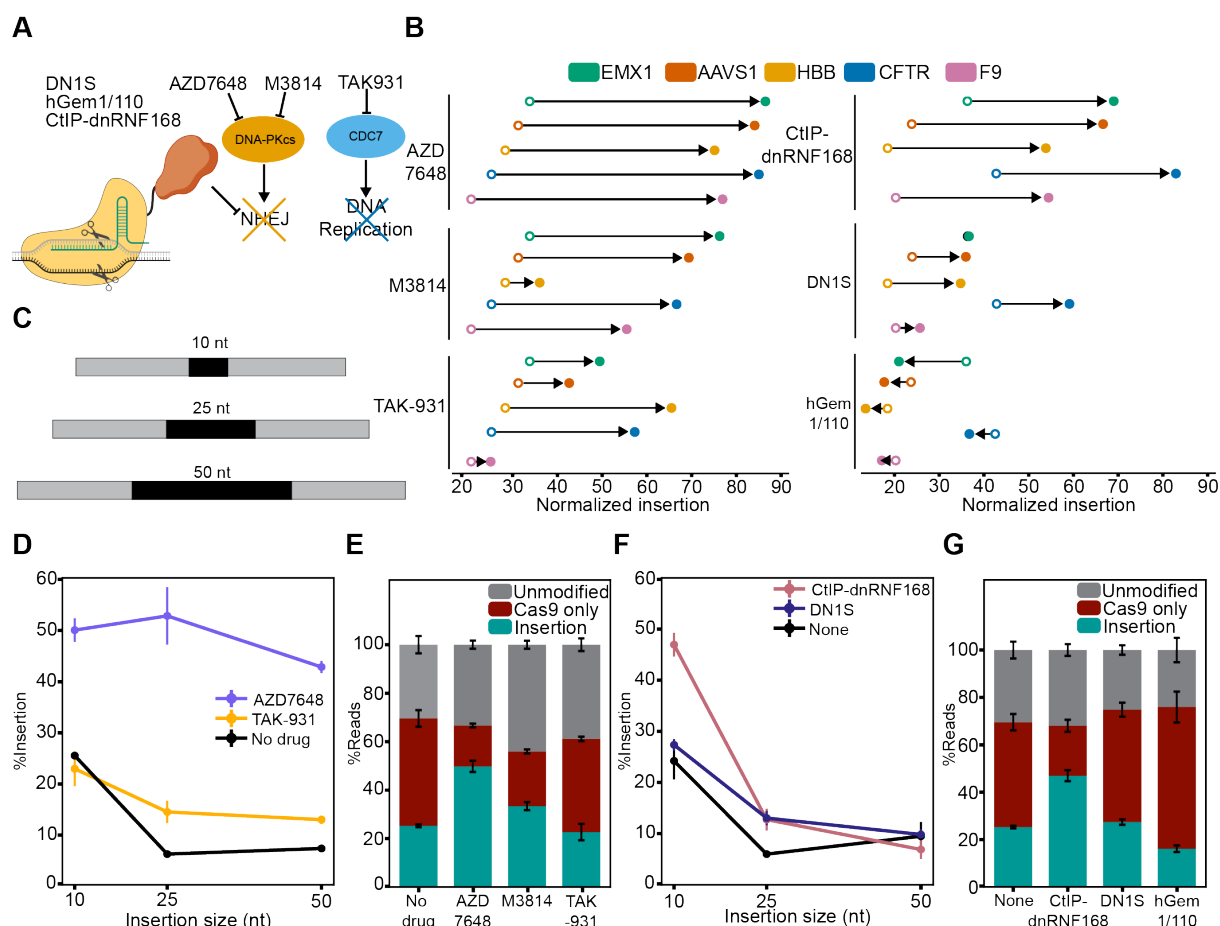 A
DN1S
hGem1/110
CtIP-dnRNF168
AZD7648
M3814
TAK931
DNA-PKcs
CDC7
NHEJ
DNA
Replication
B
EMX1
AAVS1
HBB
CFTR
F9
AZD
7648
M3814
TAK-931
20
30
40
50
60
70
80
90
Normalized insertion
CtIP-
dnRNF168
DN1S
hGem
1/110
20
30
40
50
60
70
80
90
Normalized insertion
C
10 nt
25 nt
50 nt
D
%Insertion
60
50
40
30
20
10
0
AZD7648
TAK-931
No drug
10
25
50
Insertion size (nt)
E
%Reads
100
80
60
40
20
0
Unmodified
Cas9 only
Insertion
No
drug
AZD
7648
M3814
TAK
-931
F
%Insertion
60
50
40
30
20
10
0
CtIP-dnRNF168
DN1S
None
10
25
50
Insertion size (nt)
G
%Reads
100
80
60
40
20
0
Unmodified
Cas9 only
Insertion
None
CtIP-
dnRNF168
DN1S
hGem
1/110